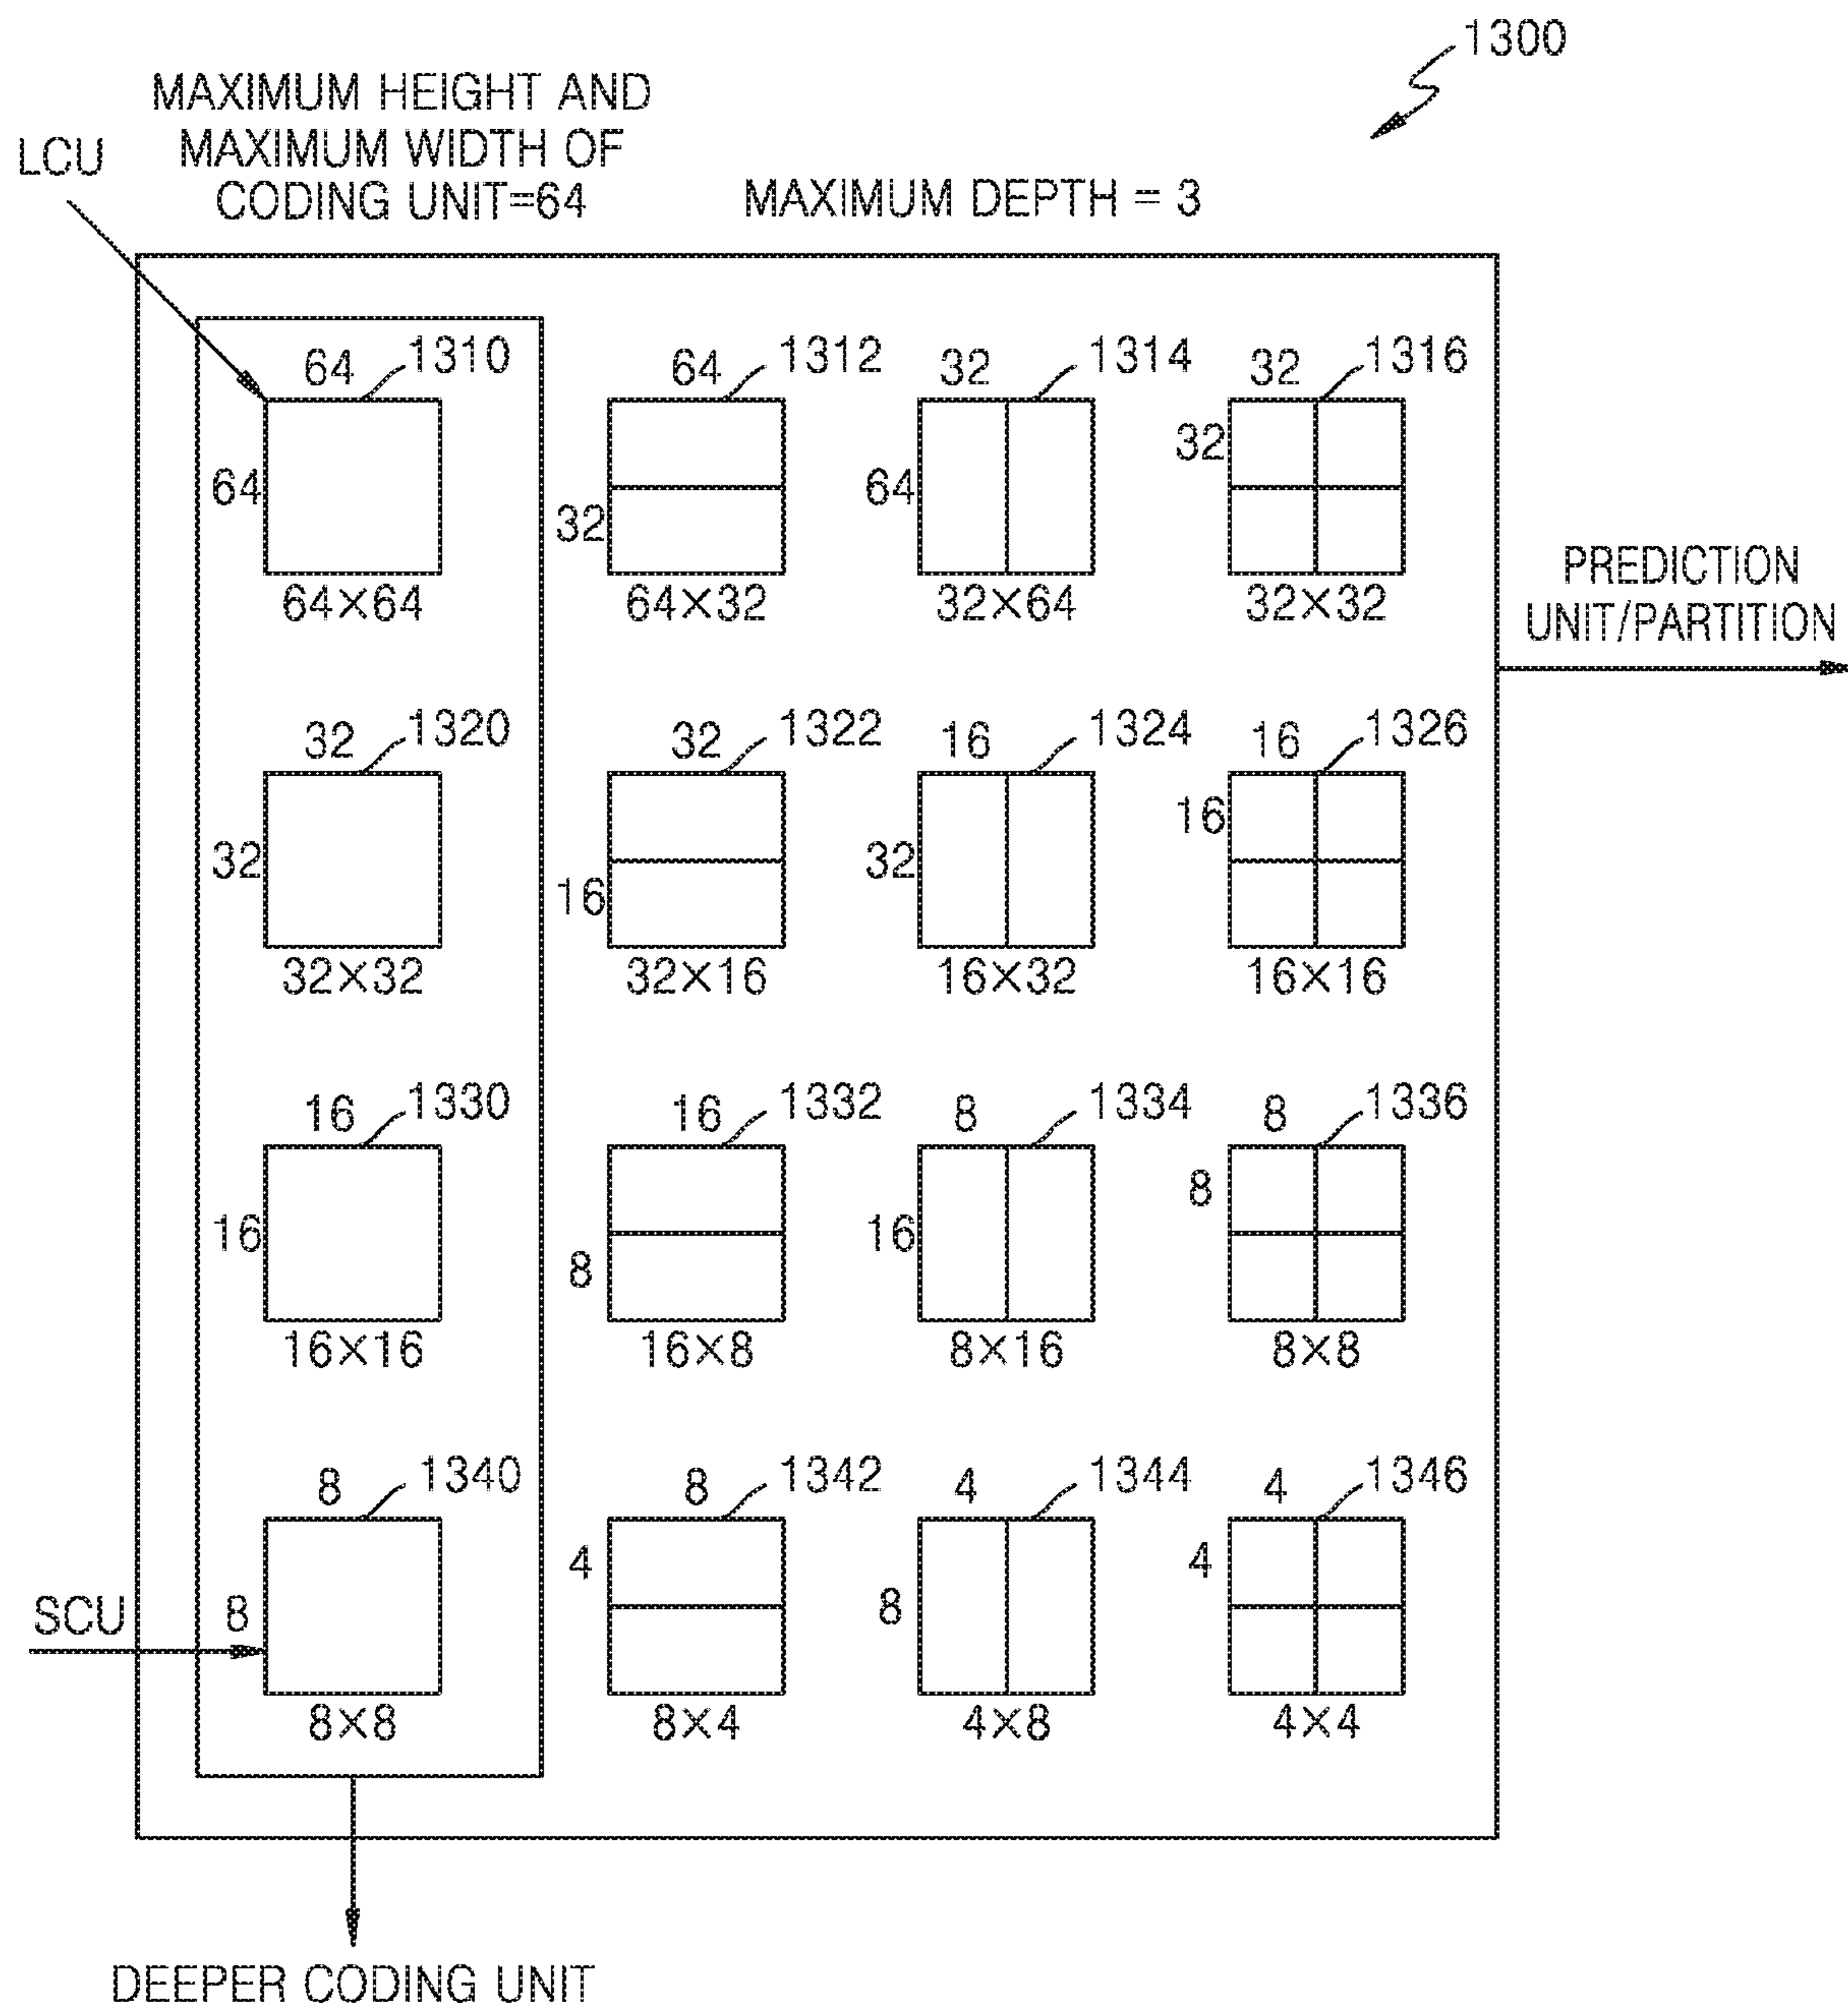 1300
MAXIMUM HEIGHT AND
MAXIMUM WIDTH OF
CODING UNIT=64
LCU
MAXIMUM DEPTH = 3
64 1310 64 1312 32 1314 32 1316
64 32 64 32
64×64 64×32 32×64 32×32
PREDICTION
UNIT/PARTITION
32 1320 32 1322 16 1324 16 1326
32 16 32 16
32×32 32×16 16×32 16×16
16 1330 16 1332 8 1334 8 1336
16 8 16 8
16×16 16×8 8×16 8×8
8 1340 8 1342 4 1344 4 1346
SCU 8 4 8 4
8×8 8×4 4×8 4×4
DEEPER CODING UNIT